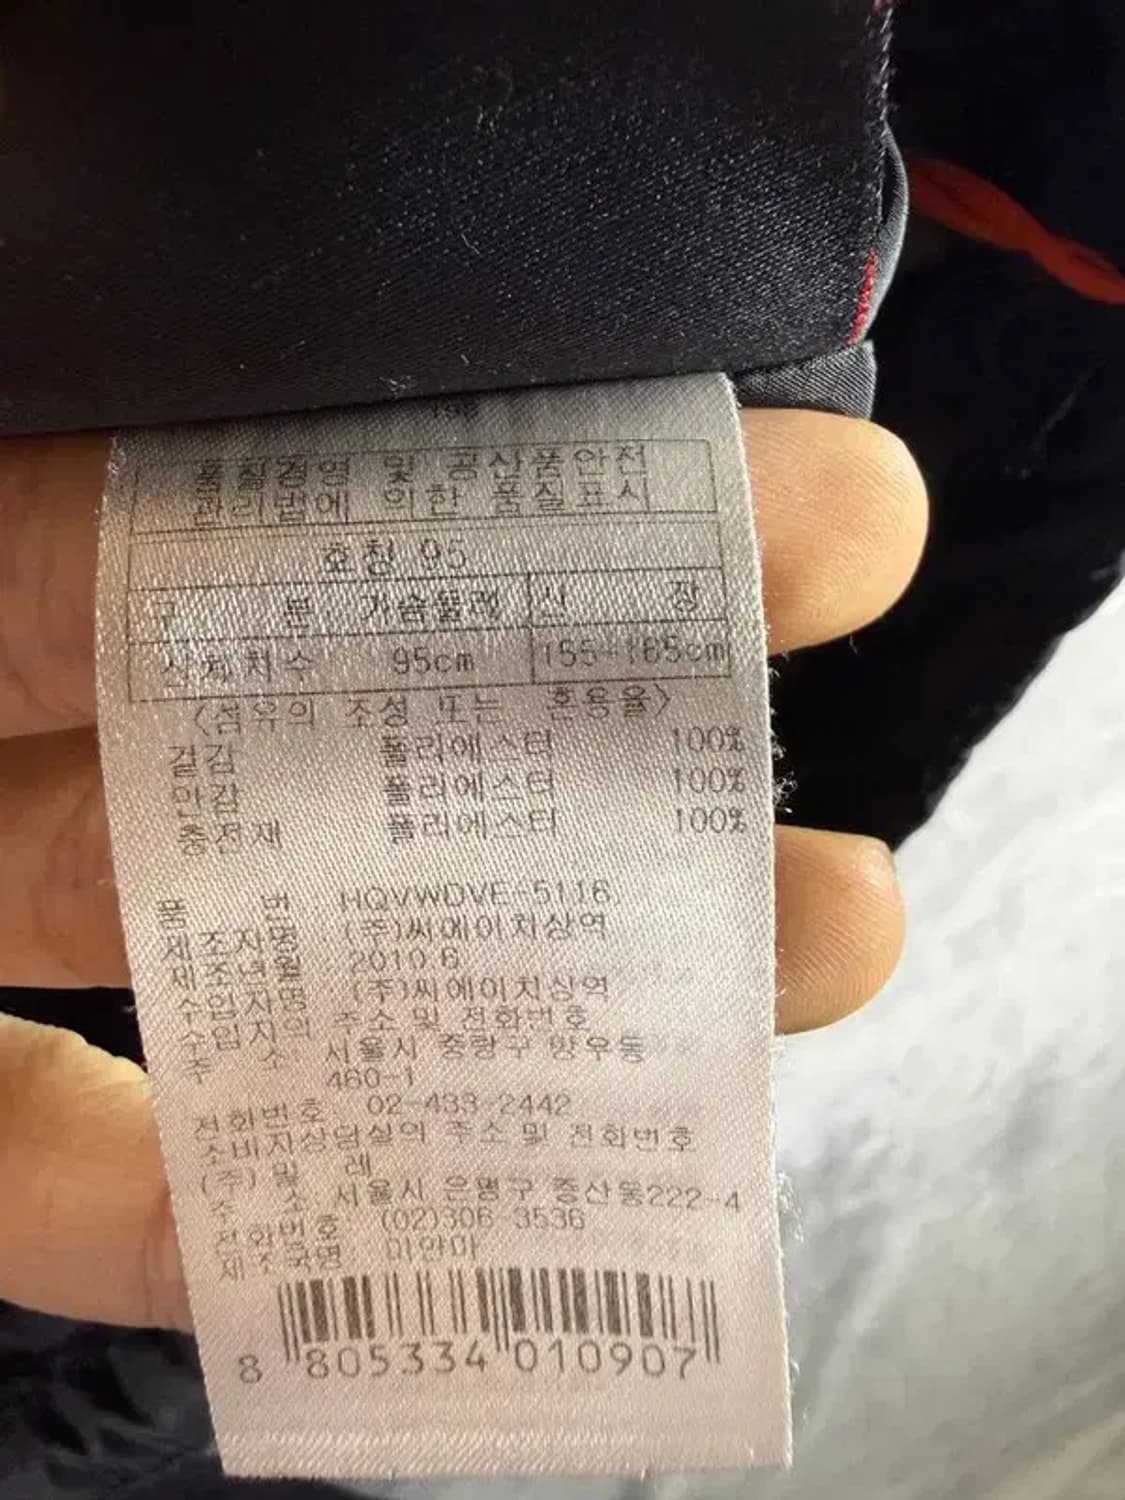 품질경영 및 공산품안전
관리법에 의한 품질표시
호칭 95
구 분 가슴둘레 신 장
신체치수 95cm 155-165cm
<섬유의 조성 또는 혼용율>
겉감 폴리에스터 100%
안감 폴리에스터 100%
충전재 폴리에스터 100%
품 번 : HQVWDVE-5116
제조자명 : (주)씨에이치상역
제조년월 : 2010.6
수입자명 : (주)씨에이치상역
수입자의 주소 및 전화번호
주 소 : 서울시 중랑구 망우동
460-1
전화번호 : 02-433-2442
소비자상담실의 주소 및 전화번호
(주) 밀 레
주 소 : 서울시 은평구 증산동222-4
전화번호 : (02)306-3536
제조국명 : 미얀마
8 805334 010907